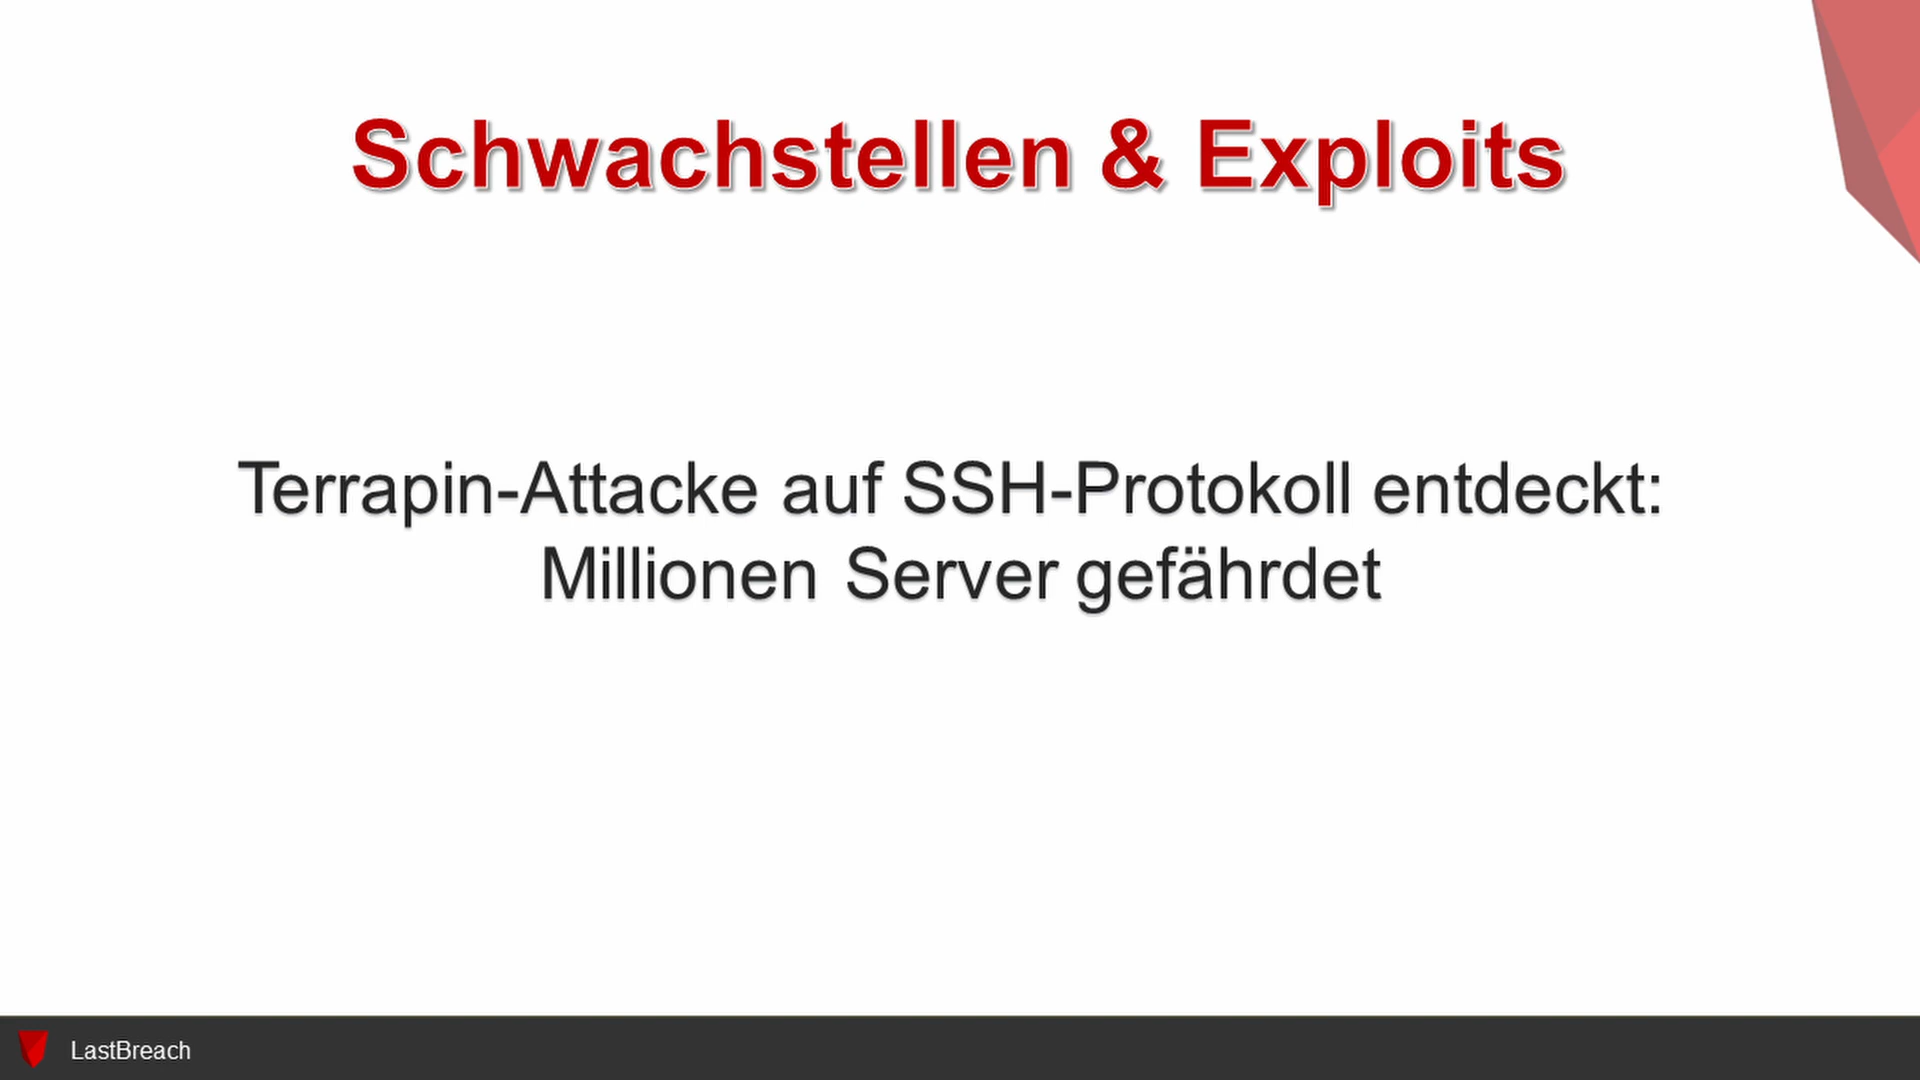 Schwachstellen & Exploits
Terrapin-Attacke auf SSH-Protokoll entdeckt:
Millionen Server gefährdet
LastBreach